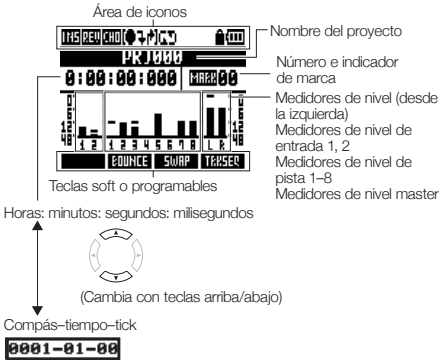 Área de iconos
INS REV CHO
Nombre del proyecto
PRJ000
Número e indicador
de marca
0:00:00:000 MARK00
Medidores de nivel (desde
la izquierda)
Medidores de nivel de
entrada 1, 2
Medidores de nivel de
pista 1–8
Medidores de nivel master
1 2 1 2 3 4 5 6 7 8 L R
BOUNCE SWAP TRKSEQ
Teclas soft o programables
Horas: minutos: segundos: milisegundos
(Cambia con teclas arriba/abajo)
Compás–tiempo–tick
0001-01-00